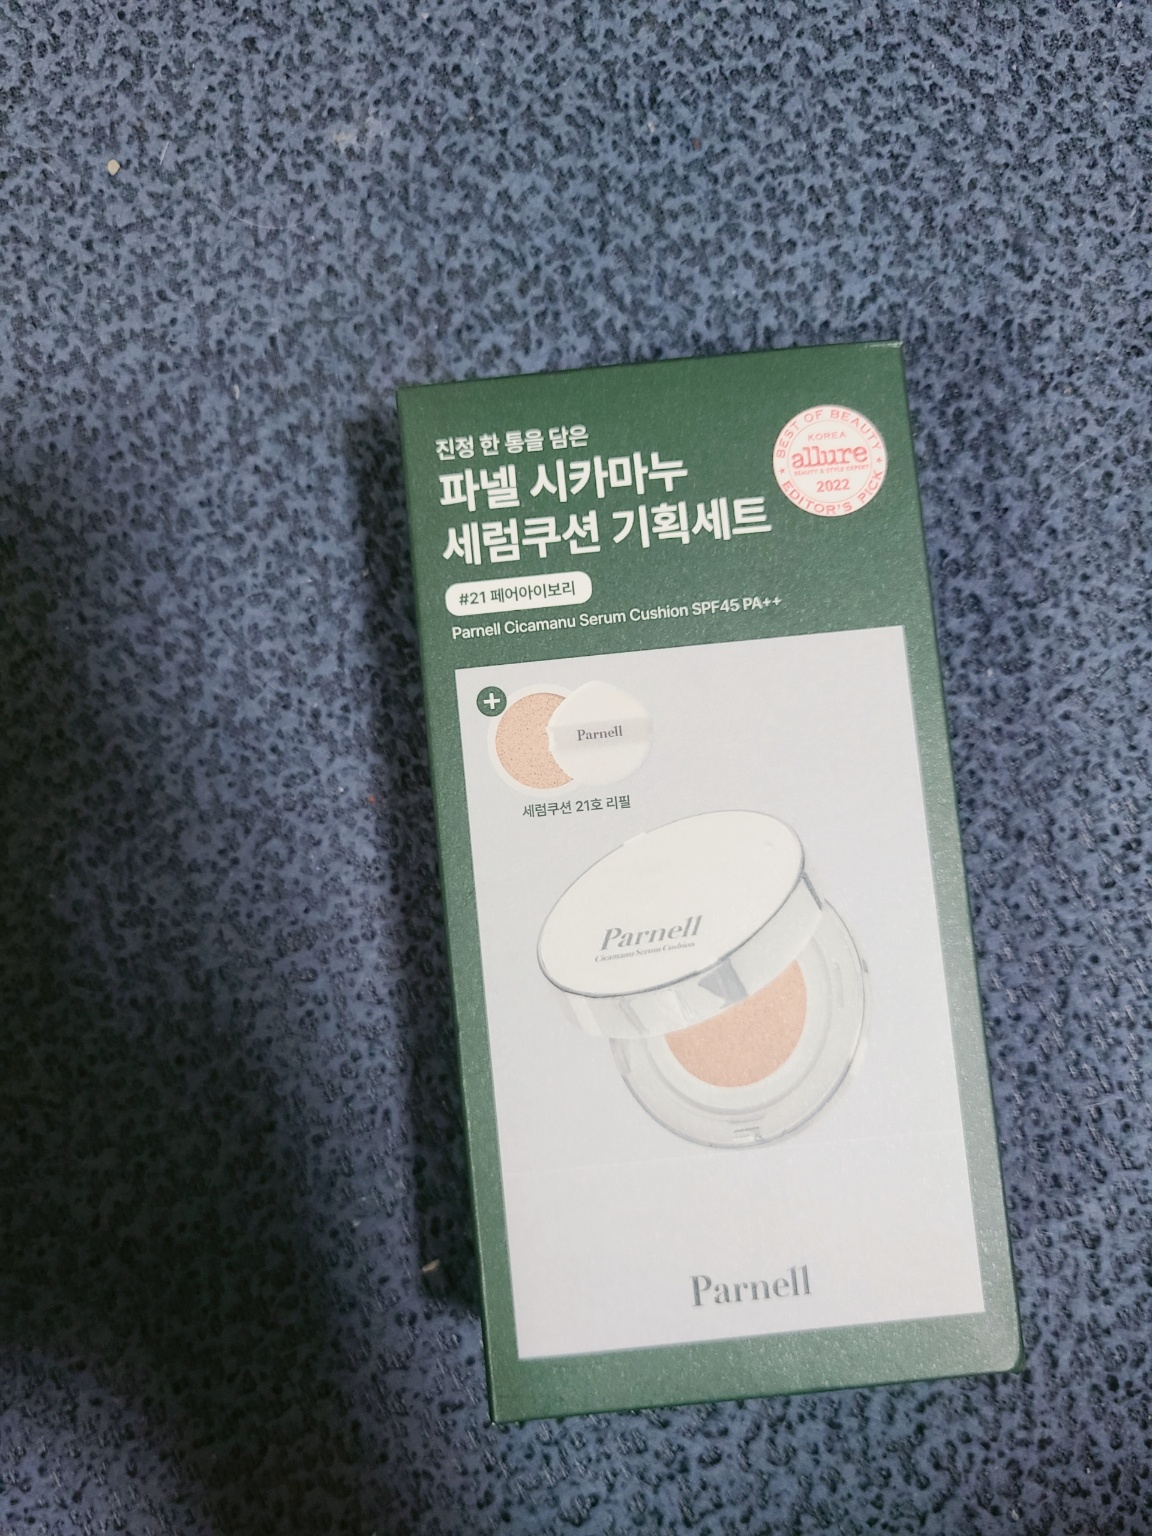 진정 한 통을 담은
파넬 시카마누
세럼쿠션 기획세트
#21 페어아이보리
Parnell Cicamanu Serum Cushion SPF45 PA++
BEST OF BEAUTY
KOREA
allure
BEAUTY & STYLE EXPERT
2022
EDITOR'S PICK
Parnell
세럼쿠션 21호 리필
Parnell
Cicamanu Serum Cushion
Parnell